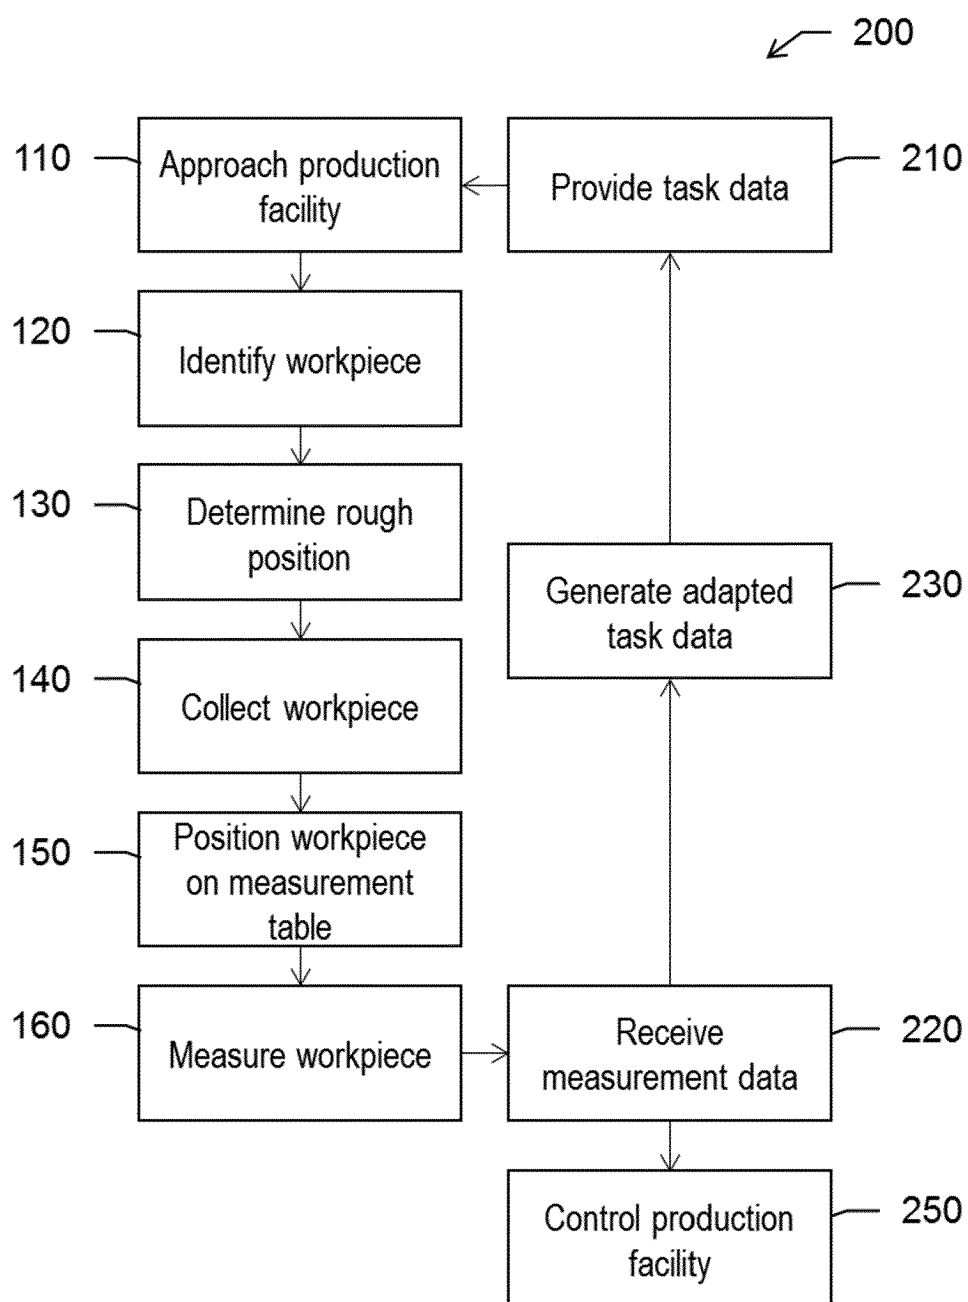 200
110
Approach production
facility
Provide task data
210
120
Identify workpiece
130
Determine rough
position
Generate adapted
task data
230
140
Collect workpiece
150
Position workpiece
on measurement
table
160
Measure workpiece
Receive
measurement data
220
Control production
facility
250